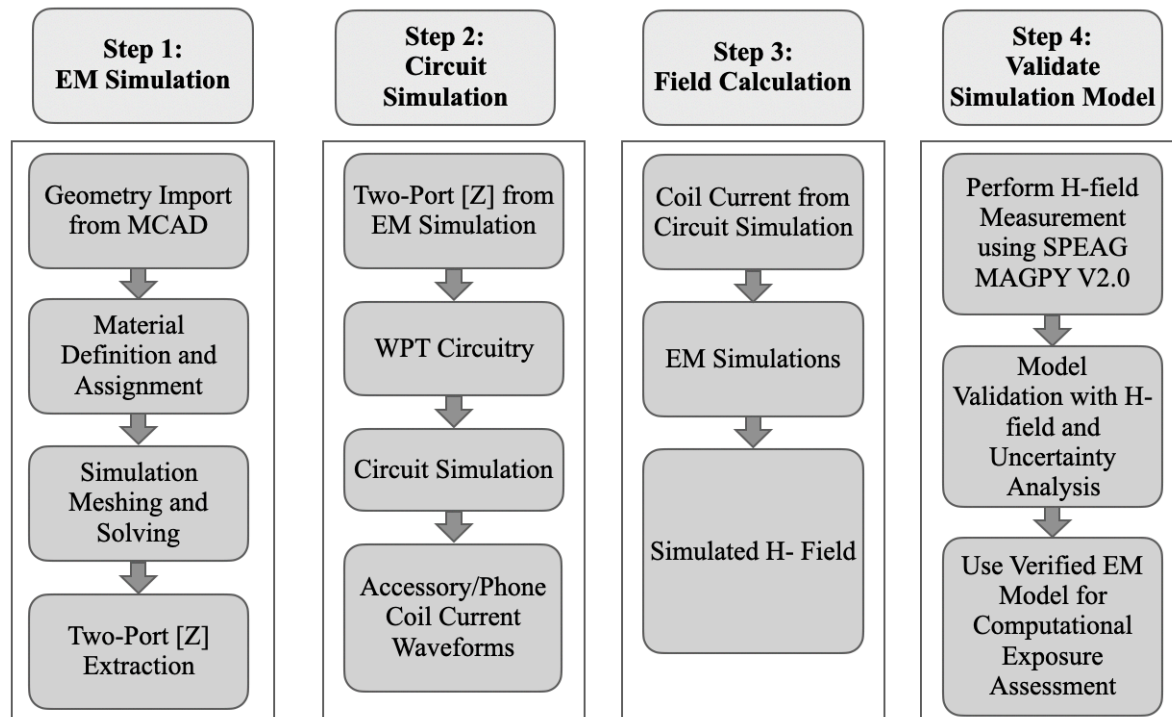 Step 1:
EM Simulation
Geometry Import
from MCAD
Material
Definition and
Assignment
Simulation
Meshing and
Solving
Two-Port [Z]
Extraction
Step 2:
Circuit
Simulation
Two-Port [Z] from
EM Simulation
WPT Circuitry
Circuit Simulation
Accessory/Phone
Coil Current
Waveforms
Step 3:
Field Calculation
Coil Current from
Circuit Simulation
EM Simulations
Simulated H- Field
Step 4:
Validate
Simulation Model
Perform H-field
Measurement
using SPEAG
MAGPY V2.0
Model
Validation with H-
field and
Uncertainty
Analysis
Use Verified EM
Model for
Computational
Exposure
Assessment